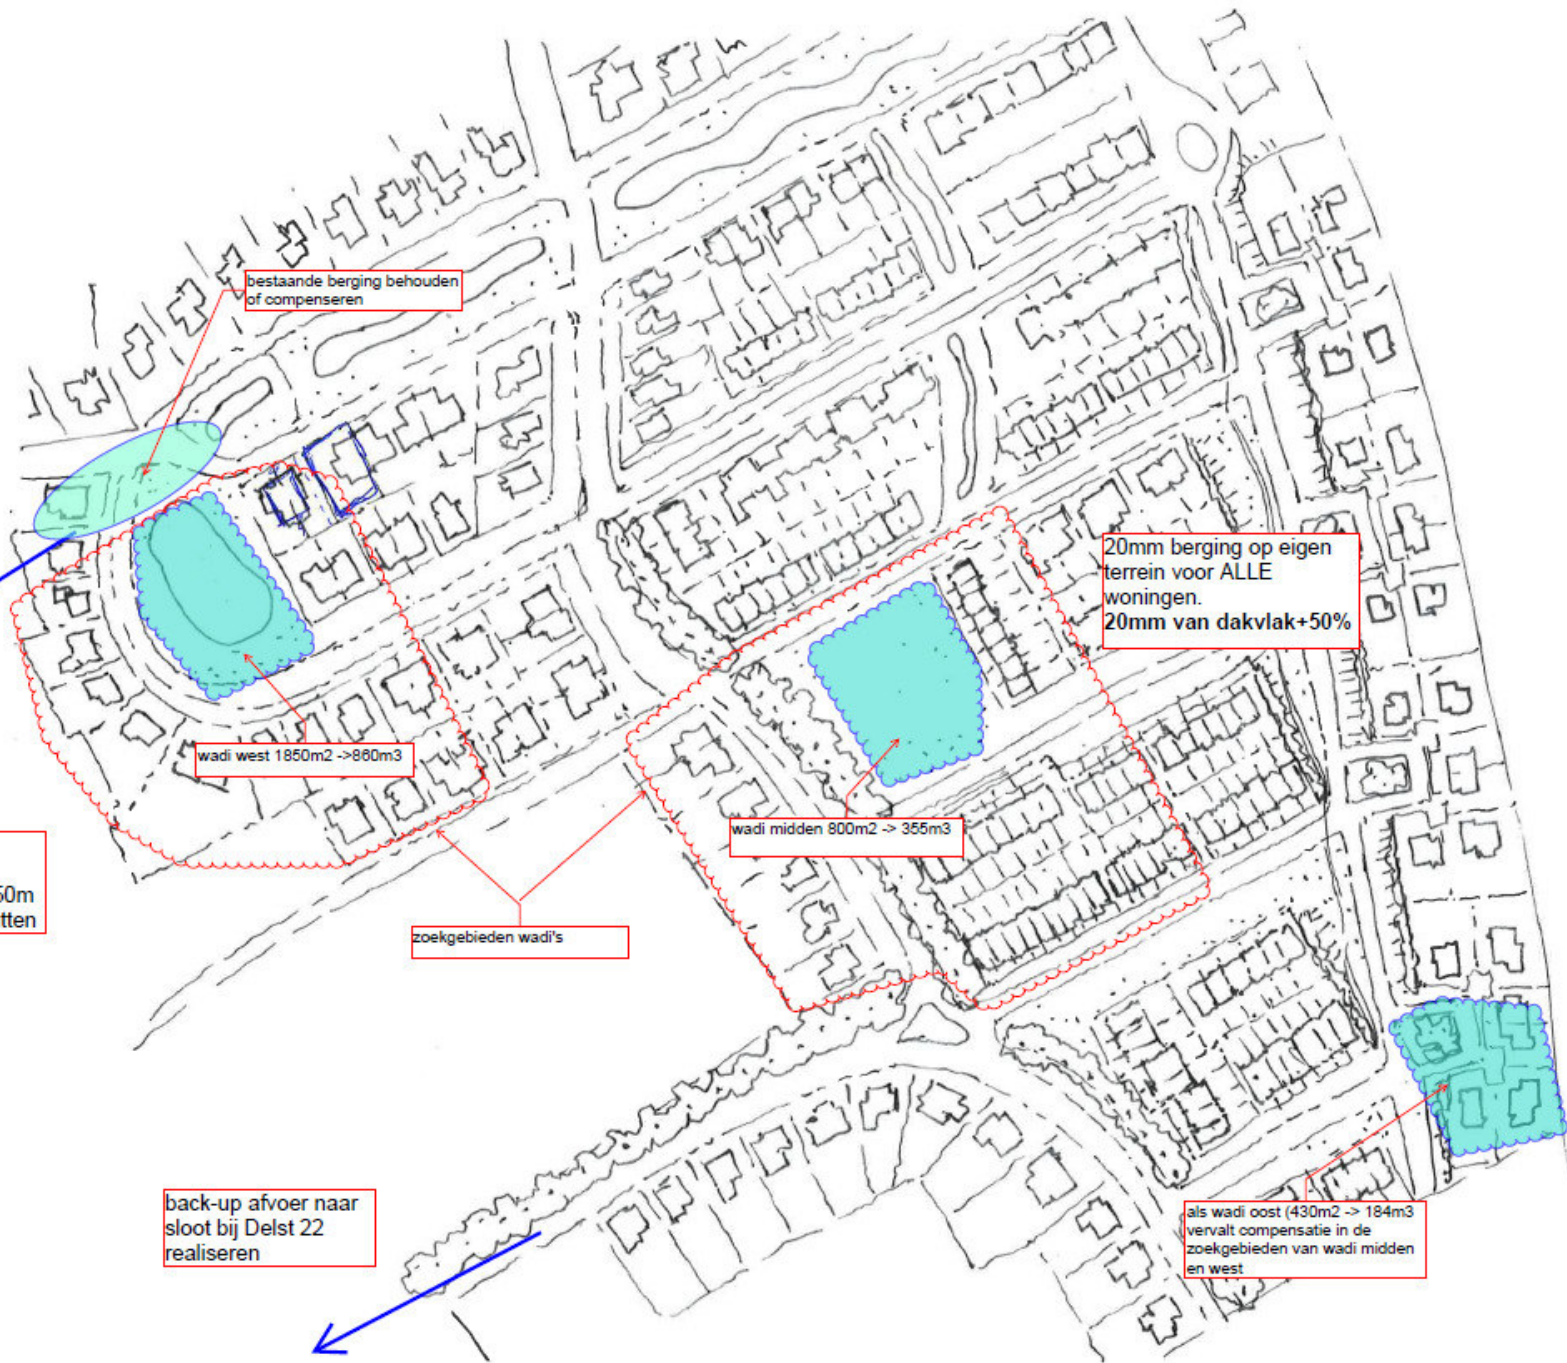 bestaande berging behouden
of compenseren
20mm berging op eigen
terrein voor ALLE
woningen.
20mm van dakvlak+50%
wadi west 1850m2 ->860m3
wadi midden 800m2 -> 355m3
50m
tten
zoekgebieden wadi's
back-up afvoer naar
sloot bij Delst 22
realiseren
als wadi oost (430m2 -> 184m3
vervalt compensatie in de
zoekgebieden van wadi midden
en west